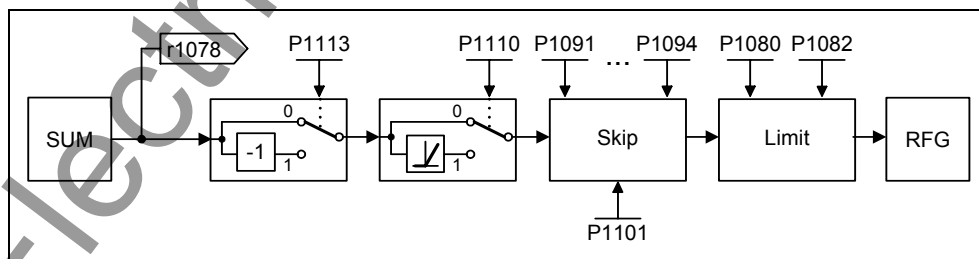 r1078
P1113
P1110
P1091
...
P1094
P1080
P1082
SUM
0
-1
1
0
1
Skip
Limit
RFG
P1101